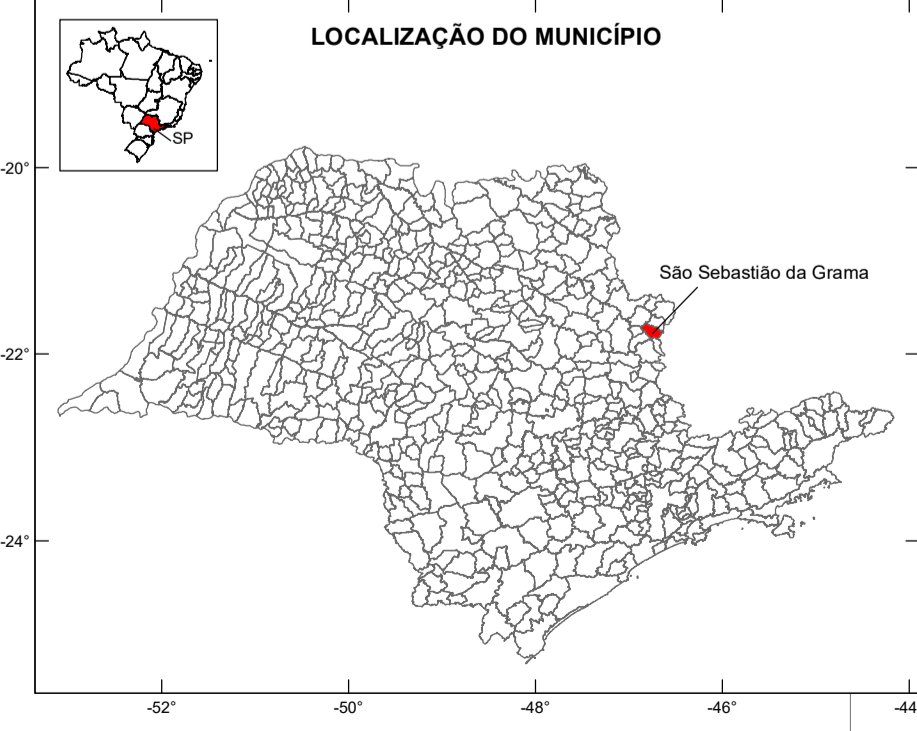 LOCALIZAÇÃO DO MUNICÍPIO
SP
-20°
São Sebastião da Grama
-22°
-24°
-52°
-50°
-48°
-46°
-44